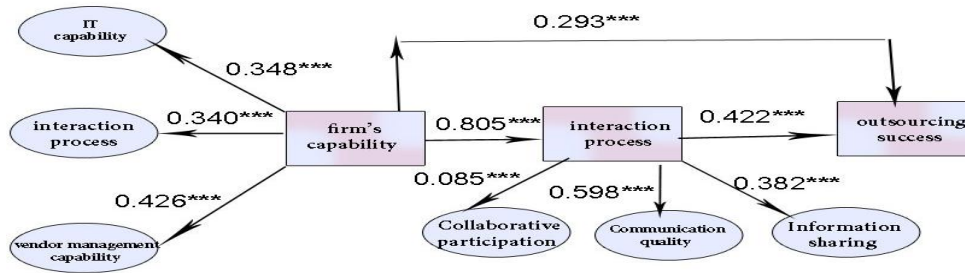 IT
capability
0.293***
0.348***
interaction
process
0.340***
firm's
capability
0.805***
interaction
process
0.422***
outsourcing
success
0.426***
0.085***
0.598***
0.382***
vendor management
capability
Collaborative
participation
Communication
quality
Information
sharing